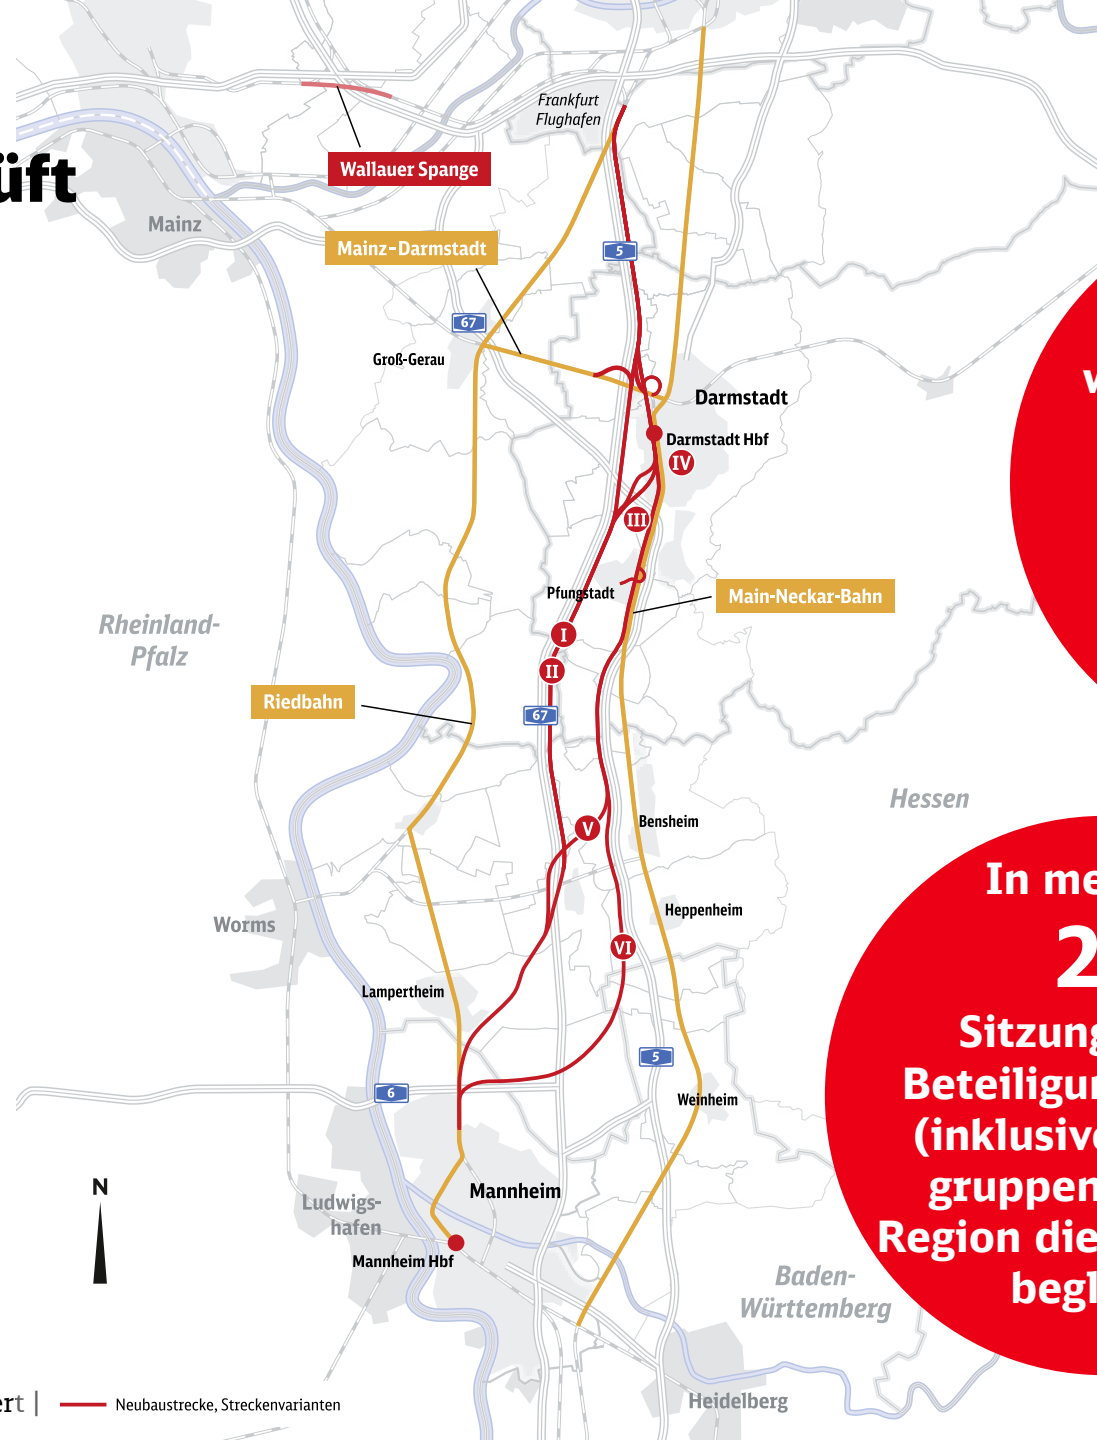 Frankfurt
Flughafen
Wallauer Spange
üft
Mainz
Mainz–Darmstadt
5
67
Groß-Gerau
Darmstadt
Darmstadt Hbf
IV
III
Pfungstadt
Main-Neckar-Bahn
I
Rheinland-
Pfalz
II
Riedbahn
67
Hessen
V
Bensheim
In me
Heppenheim
Worms
VI
2
Lampertheim
Sitzung
5
Beteiligun
6
Weinheim
(inklusive
N
Mannheim
gruppen
Ludwigs-
hafen
Region die
Mannheim Hbf
Baden-
Württemberg
begl
ert |
Neubaustrecke, Streckenvarianten
Heidelberg